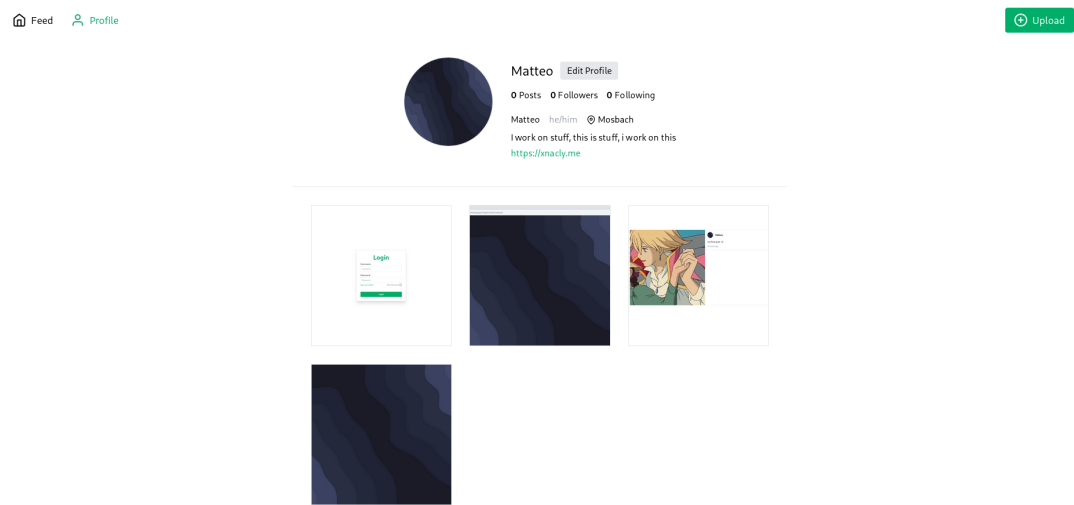 Feed Profile Upload
Matteo Edit Profile
0 Posts 0 Followers 0 Following
Matteo he/him Mosbach
I work on stuff, this is stuff, i work on this
https://xnacly.me
Login